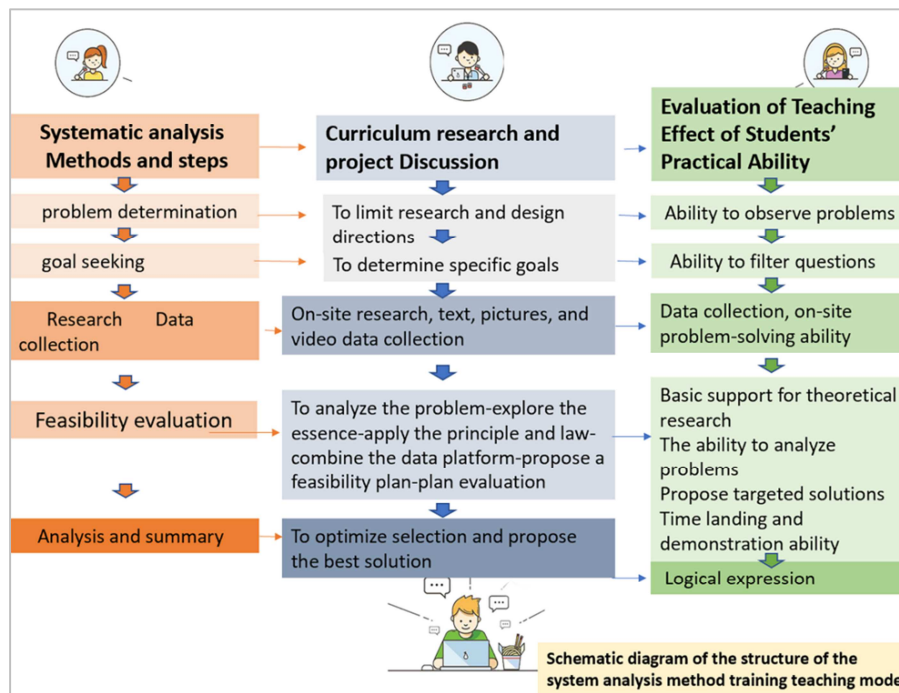 Systematic analysis
Methods and steps
problem determination
goal seeking
Research Data
collection
Feasibility evaluation
Analysis and summary
Curriculum research and
project Discussion
To limit research and design
directions
To determine specific goals
On-site research, text, pictures, and
video data collection
To analyze the problem-explore the
essence-apply the principle and law-
combine the data platform-propose a
feasibility plan-plan evaluation
To optimize selection and propose
the best solution
Evaluation of Teaching
Effect of Students'
Practical Ability
Ability to observe problems
Ability to filter questions
Data collection, on-site
problem-solving ability
Basic support for theoretical
research
The ability to analyze
problems
Propose targeted solutions
Time landing and
demonstration ability
Logical expression
Schematic diagram of the structure of the
system analysis method training teaching mode